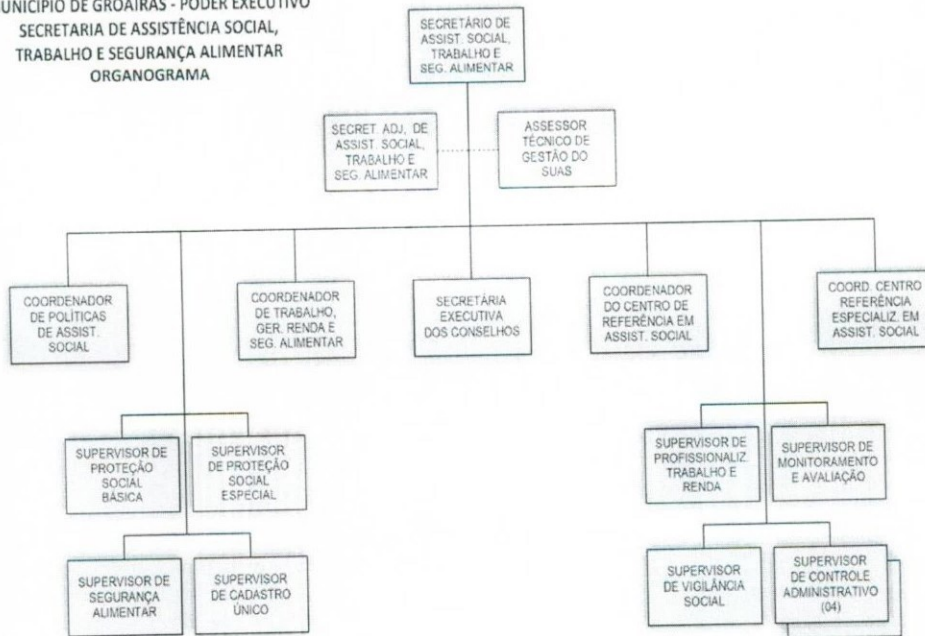 MUNICÍPIO DE GROAÍRAS - PODER EXECUTIVO
SECRETARIA DE ASSISTÊNCIA SOCIAL,
TRABALHO E SEGURANÇA ALIMENTAR
ORGANOGRAMA
SECRETÁRIO DE
ASSIST. SOCIAL,
TRABALHO E
SEG. ALIMENTAR
SECRET. ADJ. DE
ASSIST. SOCIAL,
TRABALHO E
SEG. ALIMENTAR
ASSESSOR
TÉCNICO DE
GESTÃO DO
SUAS
COORDENADOR
DE POLÍTICAS
DE ASSIST.
SOCIAL
COORDENADOR
DE TRABALHO,
GER. RENDA E
SEG. ALIMENTAR
SECRETÁRIA
EXECUTIVA
DOS CONSELHOS
COORDENADOR
DO CENTRO DE
REFERÊNCIA EM
ASSIST. SOCIAL
COORD. CENTRO
REFERÊNCIA
ESPECIALIZ. EM
ASSIST. SOCIAL
SUPERVISOR DE
PROTEÇÃO
SOCIAL
BÁSICA
SUPERVISOR
DE PROTEÇÃO
SOCIAL
ESPECIAL
SUPERVISOR DE
PROFISSIONALIZ.
TRABALHO E
RENDA
SUPERVISOR DE
MONITORAMENTO
E AVALIAÇÃO
SUPERVISOR DE
SEGURANÇA
ALIMENTAR
SUPERVISOR
DE CADASTRO
ÚNICO
SUPERVISOR
DE VIGILÂNCIA
SOCIAL
SUPERVISOR
DE CONTROLE
ADMINISTRATIVO
(04)